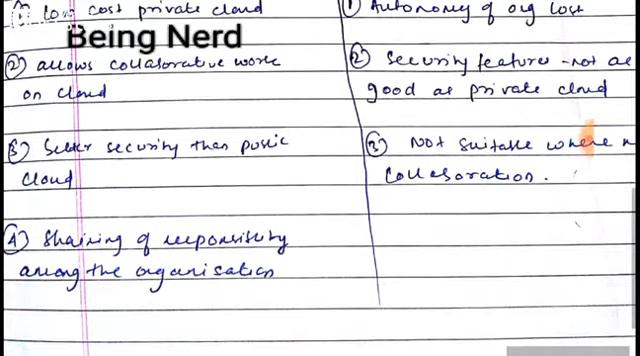 ① Low cost private cloud
① Autonomy of org lost
Being Nerd
② allows collaborative work
on cloud
② Security features - not as
good as private cloud
③ Better security than public
cloud
③ Not suitable where n
collaboration.
④ Shairing of responsibility
among the organisation